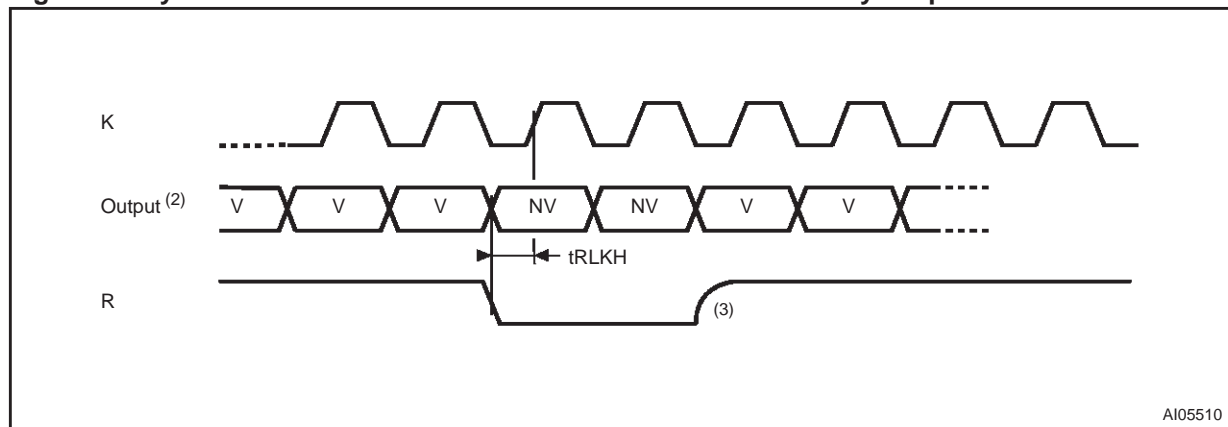 K
Output (2) V V V NV NV V V
tRLKH
R
(3)
AI05510